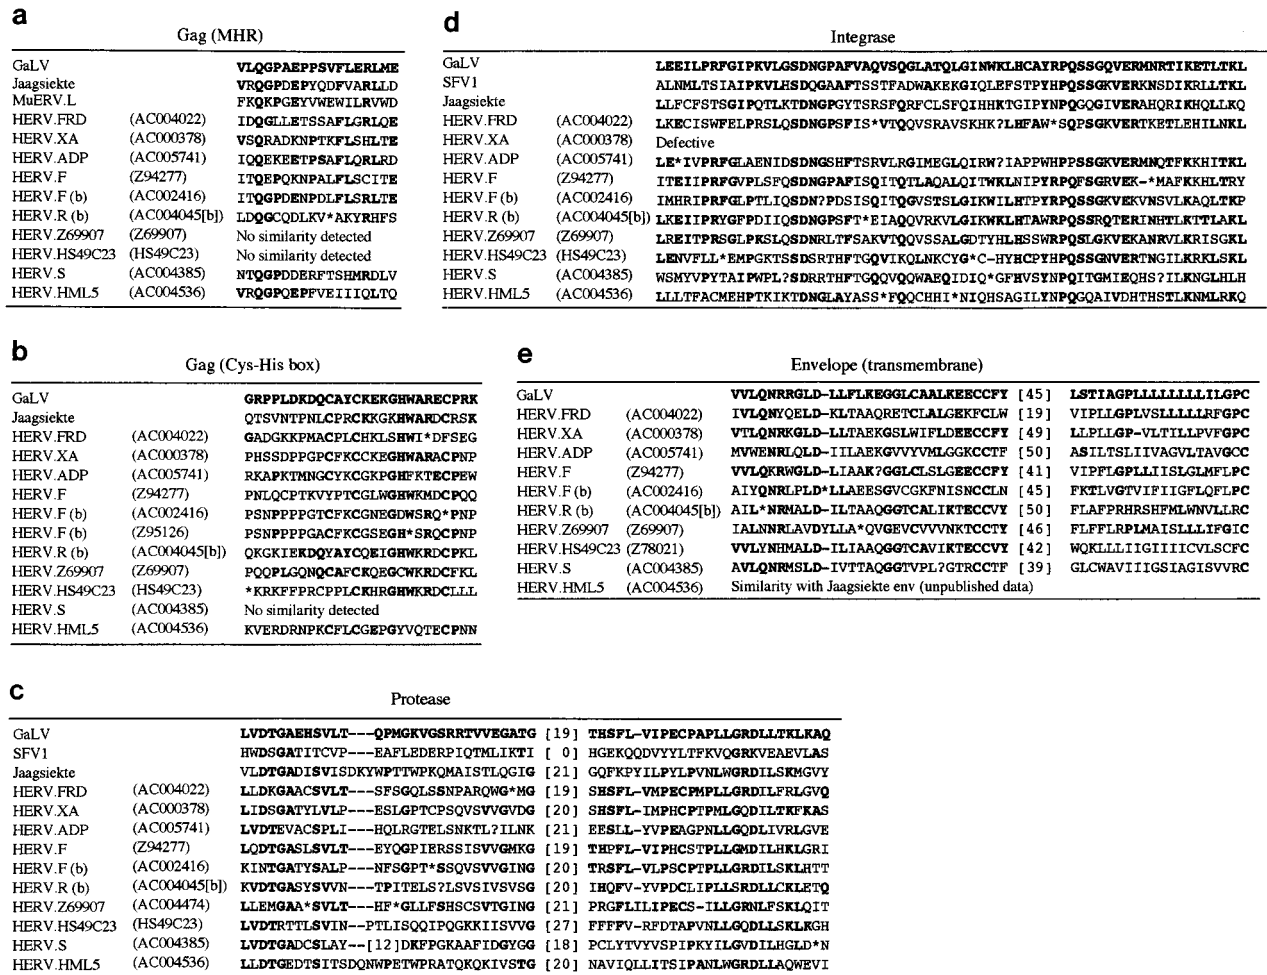 a
Gag (MHR)
GaLV VLQGPAEPPSVFLERLME
Jaagsiekte VRQGPDEPYQDFVARLLD
MuERV.L FKQKPGEYVWEWILRVWD
HERV.FRD (AC004022) IDQGLLETSSAFLGRLQE
HERV.XA (AC000378) VSQRADKNPTKFLSHLTE
HERV.ADP (AC005741) IQQEKEETPSAFLQRLRD
HERV.F (Z94277) ITQEPQKNPALFLSCITE
HERV.F (b) (AC002416) ITQGPDENPDLFLSRLTE
HERV.R (b) (AC004045[b]) LDQGCQDLKV*AKYRHFS
HERV.Z69907 (Z69907) No similarity detected
HERV.HS49C23 (HS49C23) No similarity detected
HERV.S (AC004385) NTQGPDDERFTSHMRDLV
HERV.HML5 (AC004536) VRQGPQEPFVEIIIQLTQ
b
Gag (Cys-His box)
GaLV GRPPLDKDQCAYCKEKGHWARECPRK
Jaagsiekte QTSVNTPNLCPRCKKGKHWARDCRSK
HERV.FRD (AC004022) GADGKKPMACPLCHKLSHWI*DFSEG
HERV.XA (AC000378) PHSSDPPGPCFKCCKEGHWARACPNP
HERV.ADP (AC005741) RKAPKTMNGCYKCGKPGHFKTECPEW
HERV.F (Z94277) PNLQCPTKVYPTCGLWGHWKMDCPQQ
HERV.F (b) (AC002416) PSNPPPPGTCFKCGNEGDWSRQ*PNP
HERV.F (b) (Z95126) PSNPPPPGACFKCGSEGH*SRQCPNP
HERV.R (b) (AC004045[b]) QKGKIEKDQYAYCQEIGHWKRDCPKL
HERV.Z69907 (Z69907) PQQPLGQNQCAFCKQEGCWKRDCFKL
HERV.HS49C23 (HS49C23) *KRKFFPRCPPLCKHRGHWKRDCLLL
HERV.S (AC004385) No similarity detected
HERV.HML5 (AC004536) KVERDRNPKCFLCGEPGYVQTECPNN
c
Protease
GaLV LVDTGAEHSVLT---QPMGKVGSRRTVVEGATG [19] THSFL-VIPECPAPLLGRDLLTKLKAQ
SFV1 HWDSGATITCVP---EAFLEDERPIQTMLIKTI [ 0] HGEKQQDVYYLTFKVQGRKVEAEVLAS
Jaagsiekte VLDTGADISVISDKYWPTTWPKQMAISTLQGIG [21] GQFKPYILPYLPVNLWGRDILSKMGVY
HERV.FRD (AC004022) LLDKGAACSVLT---SFSGQLSSNPARQWG*MG [19] SHSFL-VMPECPMPLLGRDILFRLGVQ
HERV.XA (AC000378) LIDSGATYLVLP---ESLGPTCPSQVSVVGVDG [20] SHSFI-MPHCPTPMLGQDILTKFKAS
HERV.ADP (AC005741) LVDTEVACSPLI---HQLRGTELSNKTL?ILNK [21] EESLL-YVPEAGPNLLGQDLIVRLGVE
HERV.F (Z94277) LQDTGASLSVLT---EYQGPIERSSISVVGMKG [19] THPFL-VIPHCSTPLLGMDILHKLGRI
HERV.F (b) (AC002416) KINTGATYSALP---NFSGPT*SSQVSVVGING [20] TRSFL-VLPSCPTPLLGRDILSKLHTT
HERV.R (b) (AC004045[b]) KVDTGASYSVVN---TPITELS?LSVSIVSVSG [20] IHQFV-YVPDCLIPLLSRDLLCKLETQ
HERV.Z69907 (AC004474) LLEMGAA*SVLT---HF*GLLFSHSCSVTGING [21] PRGFLILIPECS-ILLGRNLFSKLQIT
HERV.HS49C23 (HS49C23) LVDTRTTLSVIN--PTLISQQIPQGKKIISVVG [27] FFFFV-RFDTAPVNLLGQDLLSKLKGH
HERV.S (AC004385) LVDTGADCSLAY--[12]DKFPGKAAFIDGYGG [18] PCLYTVYVSPIPKYILGVDILHGLD*N
HERV.HML5 (AC004536) LLDTGEDTSITSDQNWPETWPRATQKQKIVSTG [20] NAVIQLLITSIPANLWGRDLLAQWEVI
d
Integrase
GaLV LEEILPRFGIPKVLGSDNGPAFVAQVSQGLATQLGINWKLHCAYRPQSSGQVERMNRTIKETLTKL
SFV1 ALNMLTSIAIPKVLHSDQGAAFTSSTFADWAKEKGIQLEFSTPYHPQSSGKVERKNSDIKRLLTKL
Jaagsiekte LLFCFSTSGIPQTLKTDNGPGYTSRSFQRFCLSFQIHHKTGIPYNPQGQGIVERAHQRIKHQLLKQ
HERV.FRD (AC004022) LKECISWFELPRSLQSDNGPSFIS*VTQQVSRAVSKHK?LHFAW*SQPSGKVERTKETLEHILNKL
HERV.XA (AC000378) Defective
HERV.ADP (AC005741) LE*IVPRFGLAENIDSDNGSHFTSRVLRGIMEGLQIRW?IAPPWHPPSSGKVERMNQTFKKHITKL
HERV.F (Z94277) ITEIIPRFGVPLSFQSDNGPAFISQITQTLAQALQITWKLNIPYRPQFSGRVEK-*MAFKKHLTRY
HERV.F (b) (AC002416) IMHRIPRFGLPTLIQSDN?PDSISQITQGVSTSLGIKWILHIPYRPQSSGKVEKVNSVLKAQLTKP
HERV.R (b) (AC004045[b]) LKEIIPRYGFPDIIQSDNGPSFT*EIAQQVRKVLGIKWKLHTAWRPQSSRQTERINHTLKTTLAKL
HERV.Z69907 (Z69907) LREITPRSGLPKSLQSDNRLTFSAKVTQQVSSALGDTYHLHSSWRPQSLGKVEKANRVLKRISGKL
HERV.HS49C23 (HS49C23) LENVFLL*EMPGKTSSDRRTHFTGQVIKQLNKCYG*C-HYHCSYHPQSSGKVERTNGILKRKLSKL
HERV.S (AC004385) WSMYVPYTAIPWPL?SDRRTHFTGQVQQWAEQIDIQ*GFHVSYHPQITGMIEQHS?ILKNGLHLH
HERV.HML5 (AC004536) LLLTFACMEHPTKIKTDNGLAYASS*FQQCHHI*NIQHSAGILYNPQGQAIVDHTHSTLKNMLRKQ
e
Envelope (transmembrane)
GaLV VVLQNRRGLD-LLFLKEGGLCAALKEECCFY [45] LSTIAGPLLLLLLLLILGPC
HERV.FRD (AC004022) IVLQNYQELD-KLTAAQRETCLALGEKFCLW [19] VIPLLGPLVSLLLLLRFGPC
HERV.XA (AC000378) VTLQNRKGLD-LLTAEKGSLWIFLDEECCFY [49] LLPLLGP-VLTILLPVFGPC
HERV.ADP (AC005741) MVWENRLQLD-IILAEKGVVYVMLGGKCCTF [50] ASILTSLIIVAGVLTAVGCC
HERV.F (Z94277) VVLQKRWGLD-LIAAK?GGLCLSLGEECCFY [41] VIPFLGPLLIISLGLMFLPC
HERV.F (b) (AC002416) AIYQNRLPLD*LLAEESGVCGKFNISNCCLN [45] FKTLVGTVIFIIGFLQFLPC
HERV.R (b) (AC004045[b]) AIL*NRMALD-ILTAAQGGTCALIKTECCVY [50] FLAFPRHRSHFMLWNVLLRC
HERV.Z69907 (Z69907) IALNNRLAVDYLLA*QVGEVCVVVNKTCCTY [46] FLFFLRPLMAISLLLIFGIC
HERV.HS49C23 (Z78021) VVLYNHMALD-ILIAAQGGTCAVIKTECCVY [42] WQKLLLIIGIIIICVLSCFC
HERV.S (AC004385) AVLQNRMSLD-IVTTAQGGTVPL?GTRCCTF [39] GLCWAVIIIGSIAGISVVRC
HERV.HML5 (AC004536) Similarity with Jaagsiekte env (unpublished data)